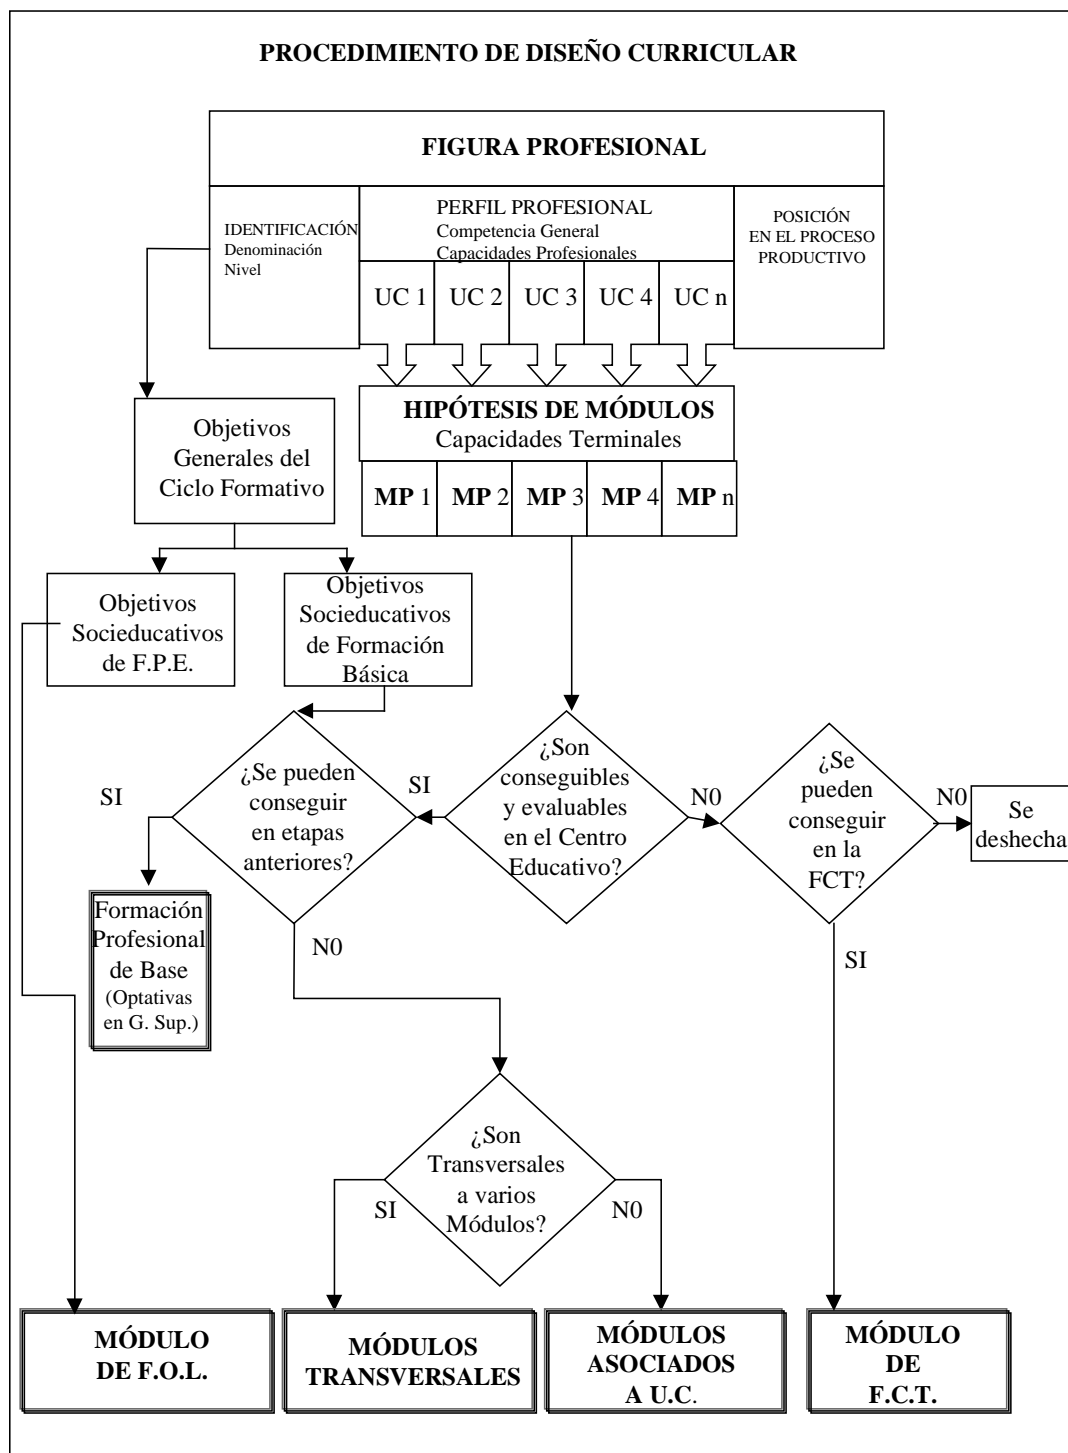 PROCEDIMIENTO DE DISEÑO CURRICULAR
FIGURA PROFESIONAL
IDENTIFICACIÓN
Denominación
Nivel
PERFIL PROFESIONAL
Competencia General
Capacidades Profesionales
POSICIÓN
EN EL PROCESO
PRODUCTIVO
UC 1
UC 2
UC 3
UC 4
UC n
HIPÓTESIS DE MÓDULOS
Capacidades Terminales
MP 1
MP 2
MP 3
MP 4
MP n
Objetivos
Generales del
Ciclo Formativo
Objetivos
Socieducativos
de F.P.E.
Objetivos
Socieducativos
de Formación
Básica
¿Se pueden
conseguir
en etapas
anteriores?
SI
SI
¿Son
conseguibles
y evaluables
en el Centro
Educativo?
N0
¿Se
pueden
conseguir
en la
FCT?
N0
Se
deshecha
Formación
Profesional
de Base
(Optativas
en G. Sup.)
N0
SI
¿Son
Transversales
a varios
Módulos?
SI
N0
MÓDULO
DE F.O.L.
MÓDULOS
TRANSVERSALES
MÓDULOS
ASOCIADOS
A U.C.
MÓDULO
DE
F.C.T.